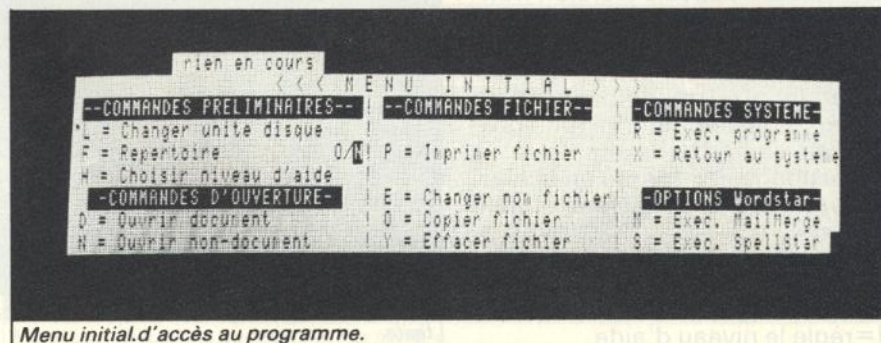 rien en cours
< < < M E N U   I N I T I A L > > >
--COMMANDES PRELIMINAIRES-- ! --COMMANDES FICHIER-- ! -COMMANDES SYSTEME-
L = Changer unite disque ! ! R = Exec. programme
F = Repertoire O/N ! P = Imprimer fichier ! X = Retour au systeme
H = Choisir niveau d'aide ! !
-COMMANDES D'OUVERTURE- ! E = Changer nom fichier ! -OPTIONS Wordstar-
D = Ouvrir document ! O = Copier fichier ! M = Exec. MailMerge
N = Ouvrir non-document ! Y = Effacer fichier ! S = Exec. SpellStar
Menu initial.d'accès au programme.